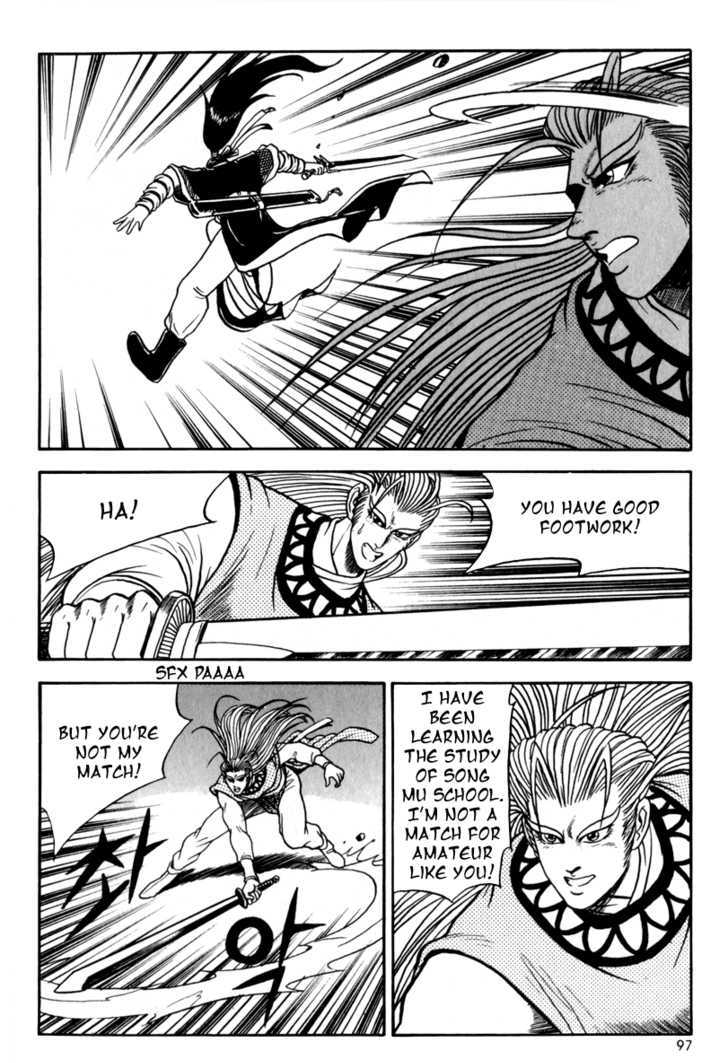 HA!
YOU HAVE GOOD
FOOTWORK!
SFX PAAAA
BUT YOU'RE
NOT MY
MATCH!
촤
악
I HAVE
BEEN
LEARNING
THE STUDY
OF SONG
MU SCHOOL.
I'M NOT A
MATCH FOR
AMATEUR
LIKE YOU!
97